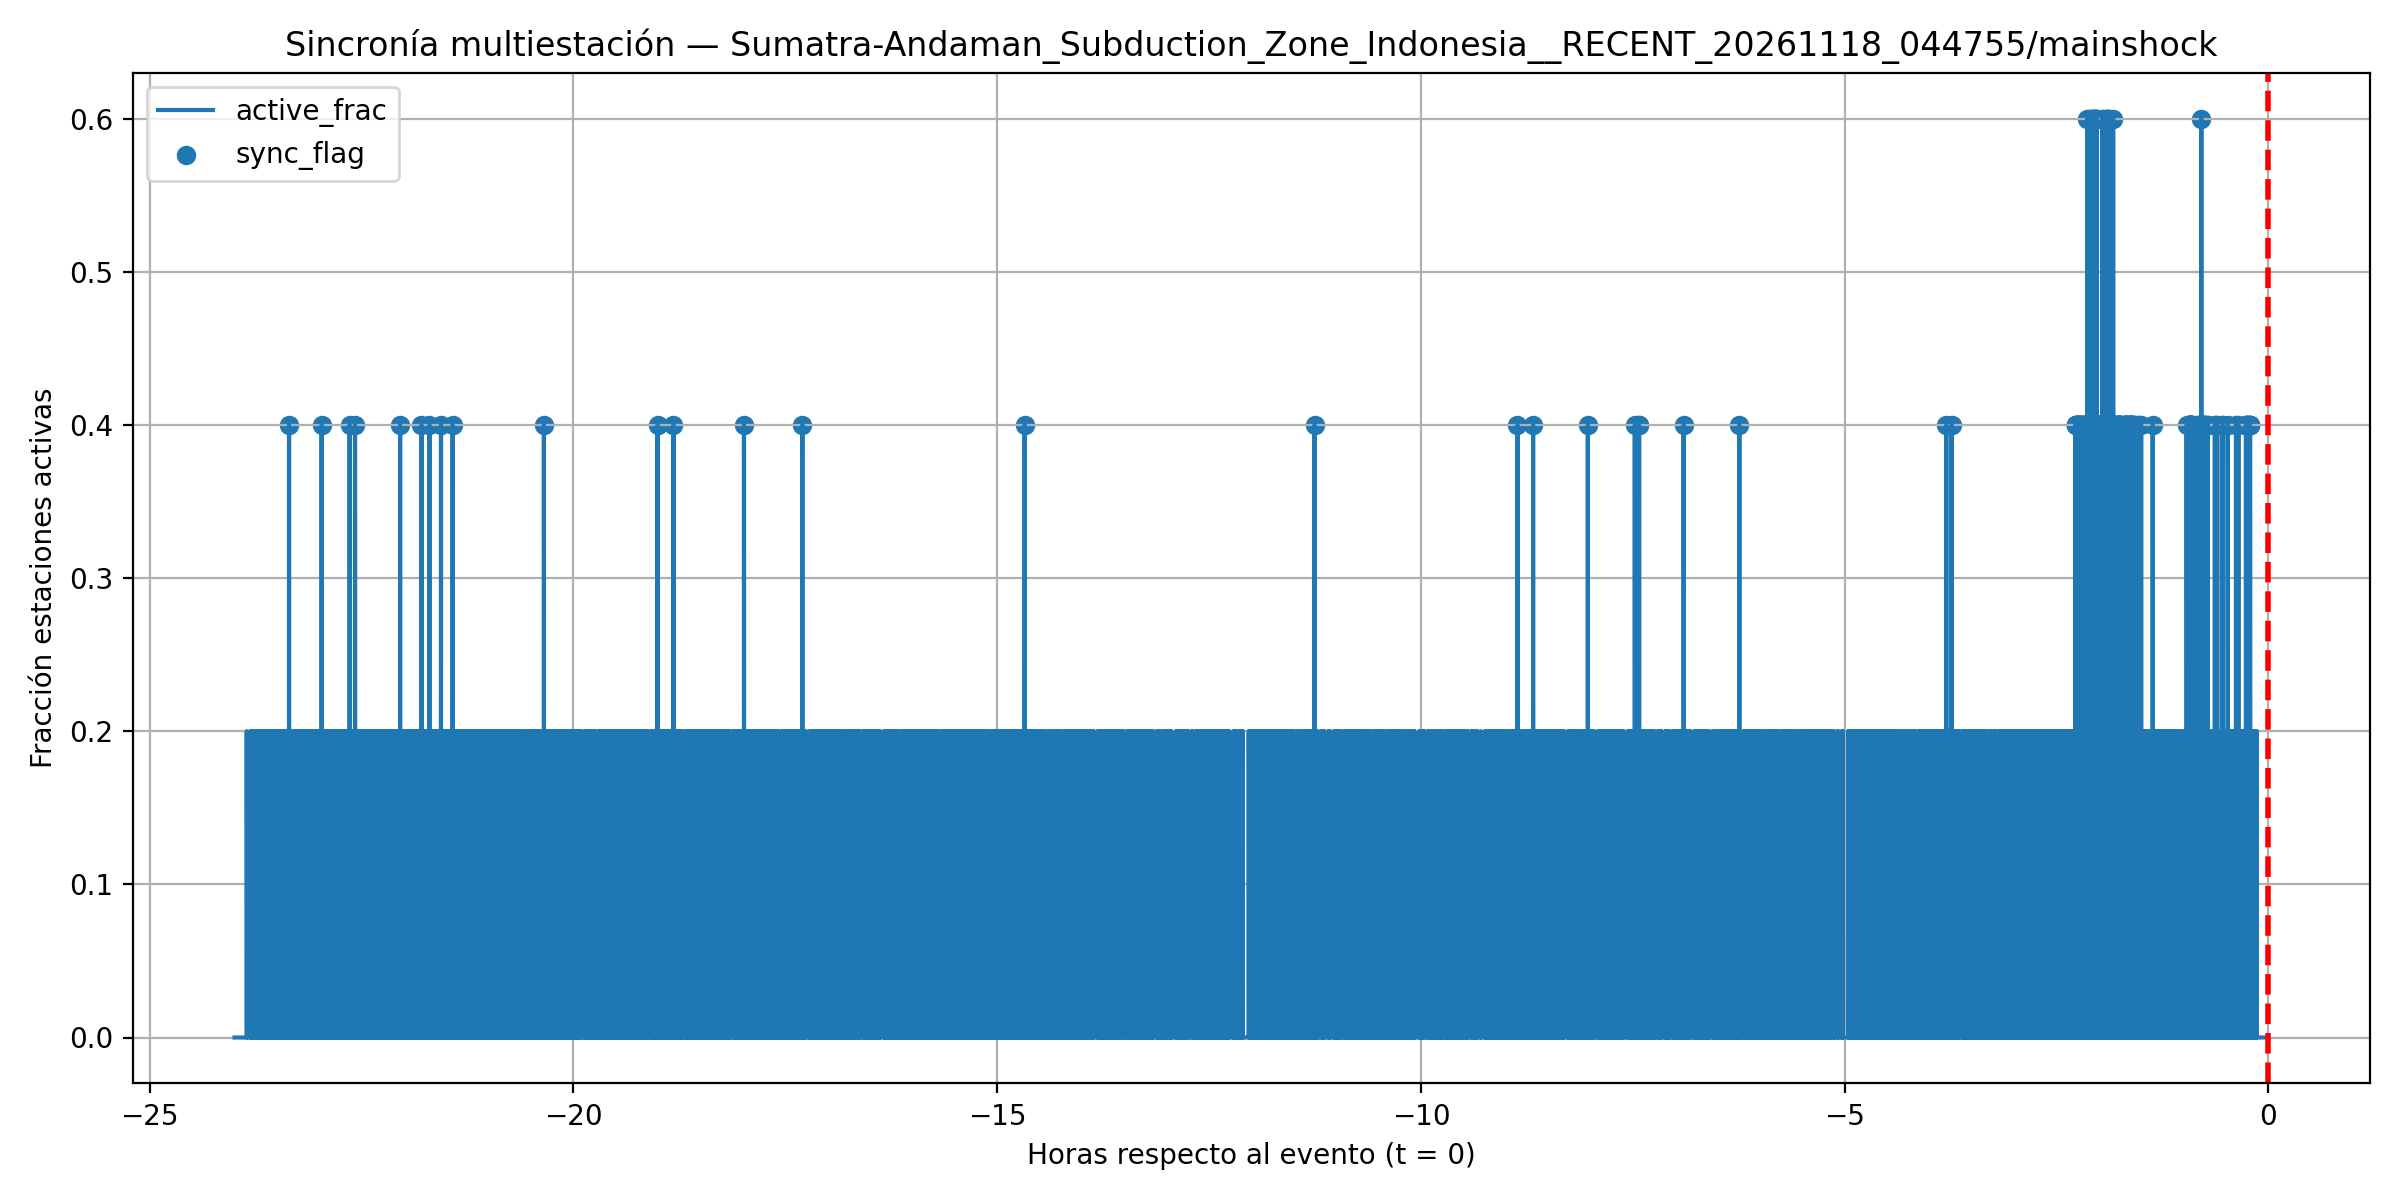 Sincronía multiestación — Sumatra-Andaman_Subduction_Zone_Indonesia__RECENT_20261118_044755/mainshock
active_frac
sync_flag
Fracción estaciones activas
0.6
0.5
0.4
0.3
0.2
0.1
0.0
−25
−20
−15
−10
−5
0
Horas respecto al evento (t = 0)